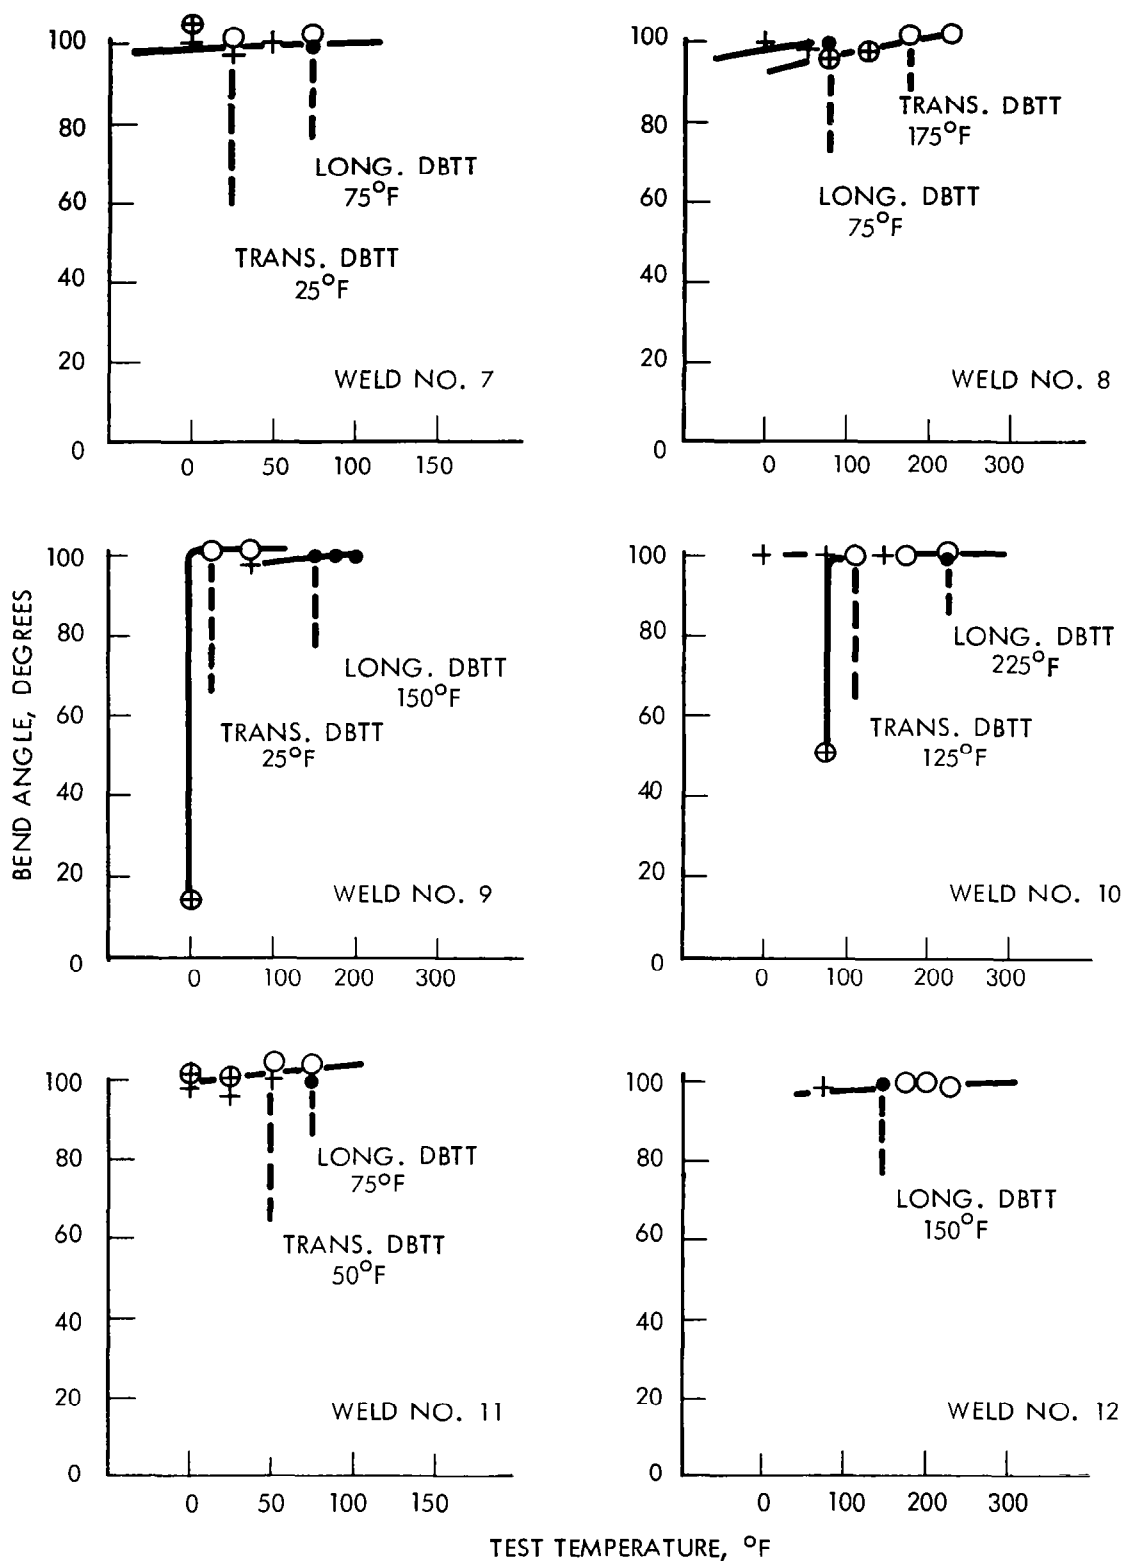 100
80
60
40
20
0
LONG. DBTT
75°F
TRANS. DBTT
25°F
WELD NO. 7
0 50 100 150
100
80
60
40
20
0
TRANS. DBTT
175°F
LONG. DBTT
75°F
WELD NO. 8
0 100 200 300
BEND ANGLE, DEGREES
100
80
60
40
20
0
LONG. DBTT
150°F
TRANS. DBTT
25°F
WELD NO. 9
0 100 200 300
100
80
60
40
20
0
LONG. DBTT
225°F
TRANS. DBTT
125°F
WELD NO. 10
0 100 200 300
100
80
60
40
20
0
LONG. DBTT
75°F
TRANS. DBTT
50°F
WELD NO. 11
0 50 100 150
100
80
60
40
20
0
LONG. DBTT
150°F
WELD NO. 12
0 100 200 300
TEST TEMPERATURE, °F